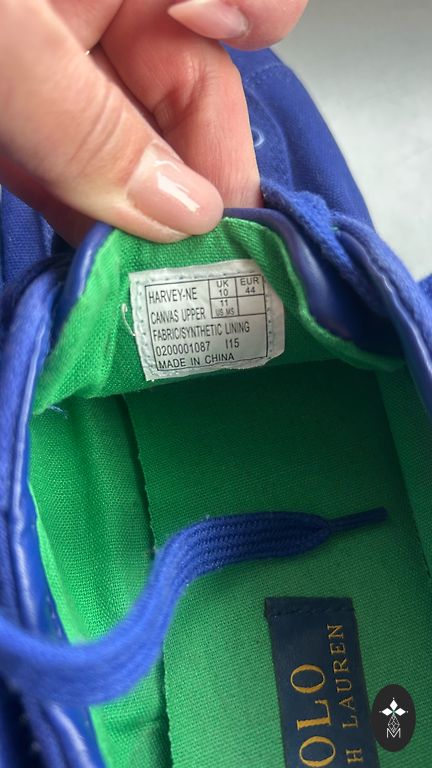 HARVEY-NE
UK 10
EUR 44
CANVAS UPPER
11 US MS
FABRIC/SYNTHETIC LINING
0200001087 I15
MADE IN CHINA
OLO
H LAUREN
M